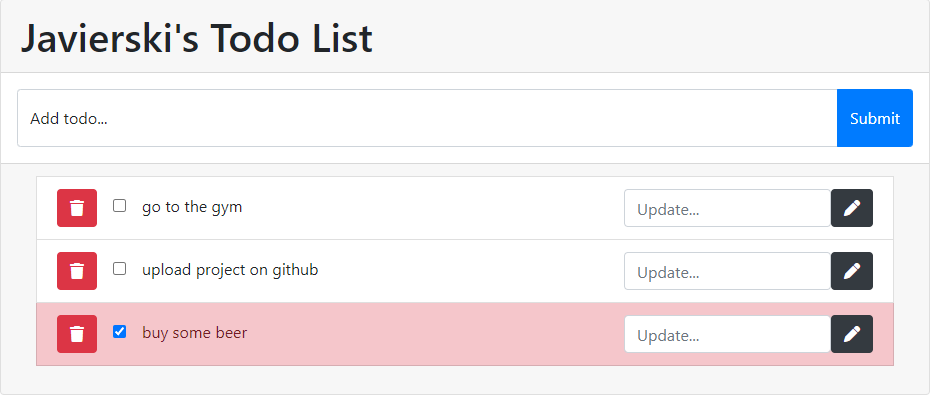 Javierski's Todo List
Add todo... Submit
go to the gym Update...
upload project on github Update...
buy some beer Update...